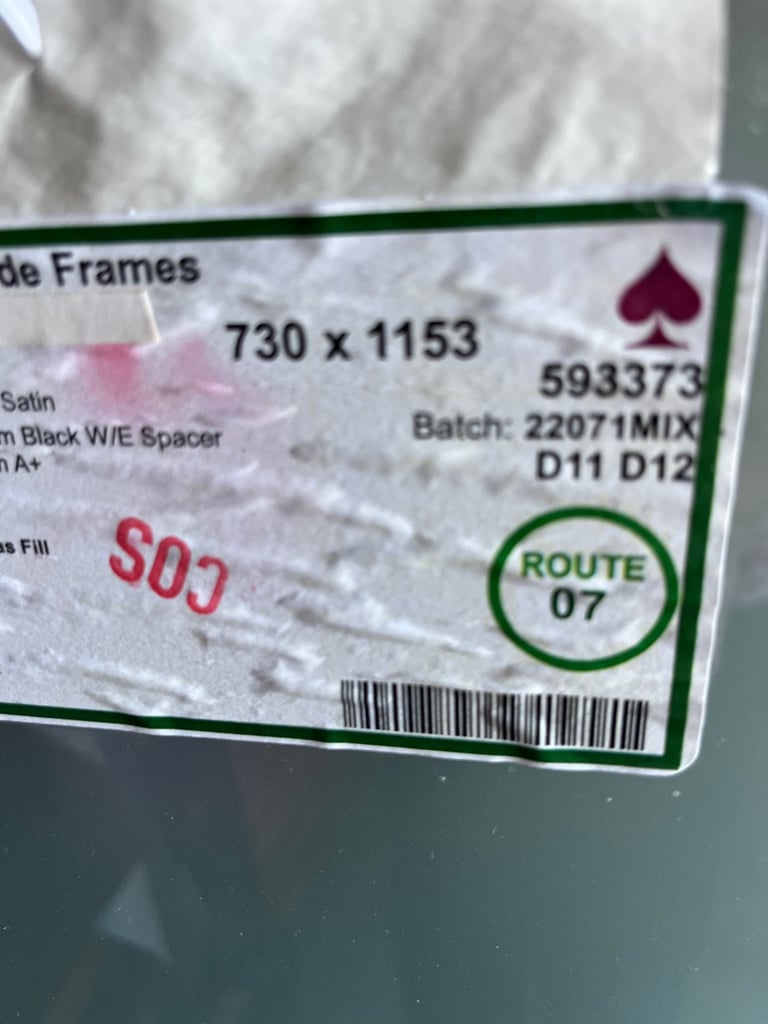 de Frames
730 x 1153
593373
Satin
Batch: 22071MIX
m Black W/E Spacer
n A+
D11 D12
as Fill
COS
ROUTE
07